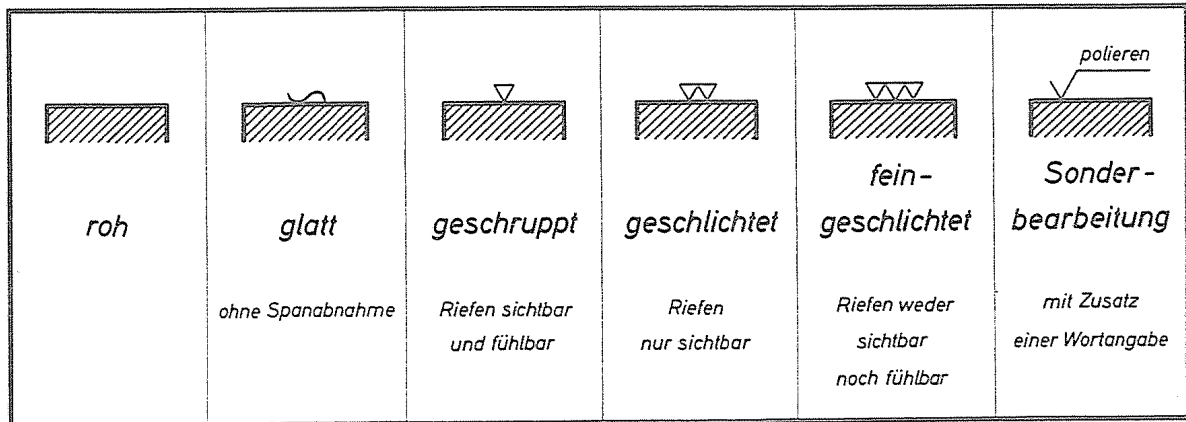 polieren
roh
glatt
ohne Spanabnahme
geschruppt
Riefen sichtbar
und fühlbar
geschlichtet
Riefen
nur sichtbar
fein-
geschlichtet
Riefen weder
sichtbar
noch fühlbar
Sonder-
bearbeitung
mit Zusatz
einer Wortangabe